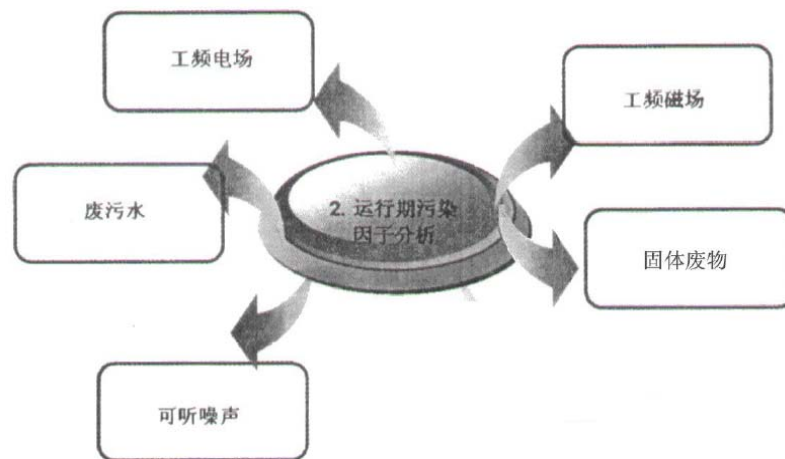 工频电场
工频磁场
废污水
2. 运行期污染
因子分析
固体废物
可听噪声